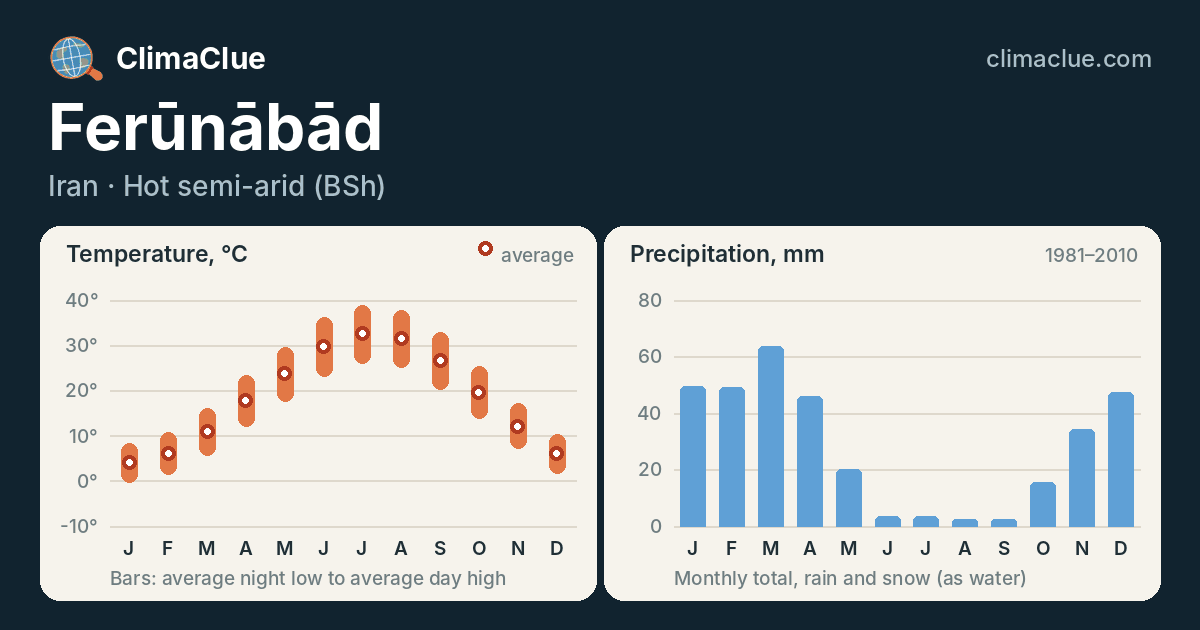 ClimaClue
climaclue.com
Ferūnābād
Iran · Hot semi-arid (BSh)
Temperature, °C
average
40°
30°
20°
10°
0°
-10°
J F M A M J J A S O N D
Bars: average night low to average day high
Precipitation, mm
1981–2010
80
60
40
20
0
J F M A M J J A S O N D
Monthly total, rain and snow (as water)